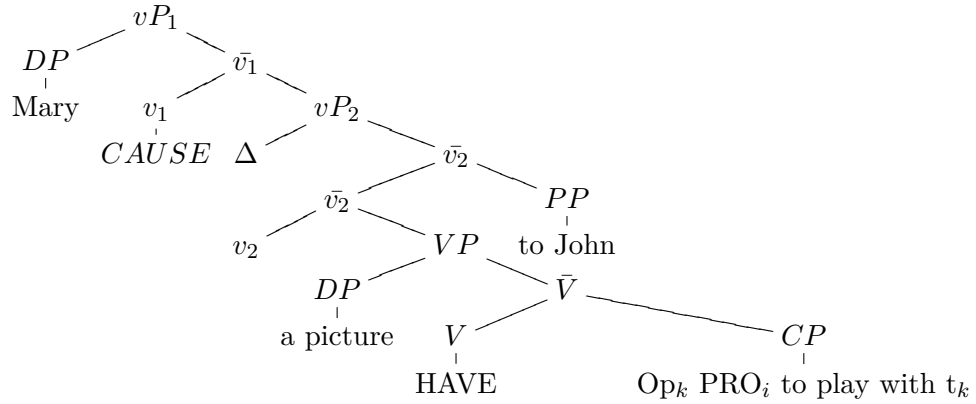 vP₁
DP v̄₁
Mary v₁ vP₂
CAUSE Δ v̄₂
v̄₂ PP
v₂ VP to John
DP V̄
a picture V CP
HAVE Opₖ PROᵢ to play with tₖ